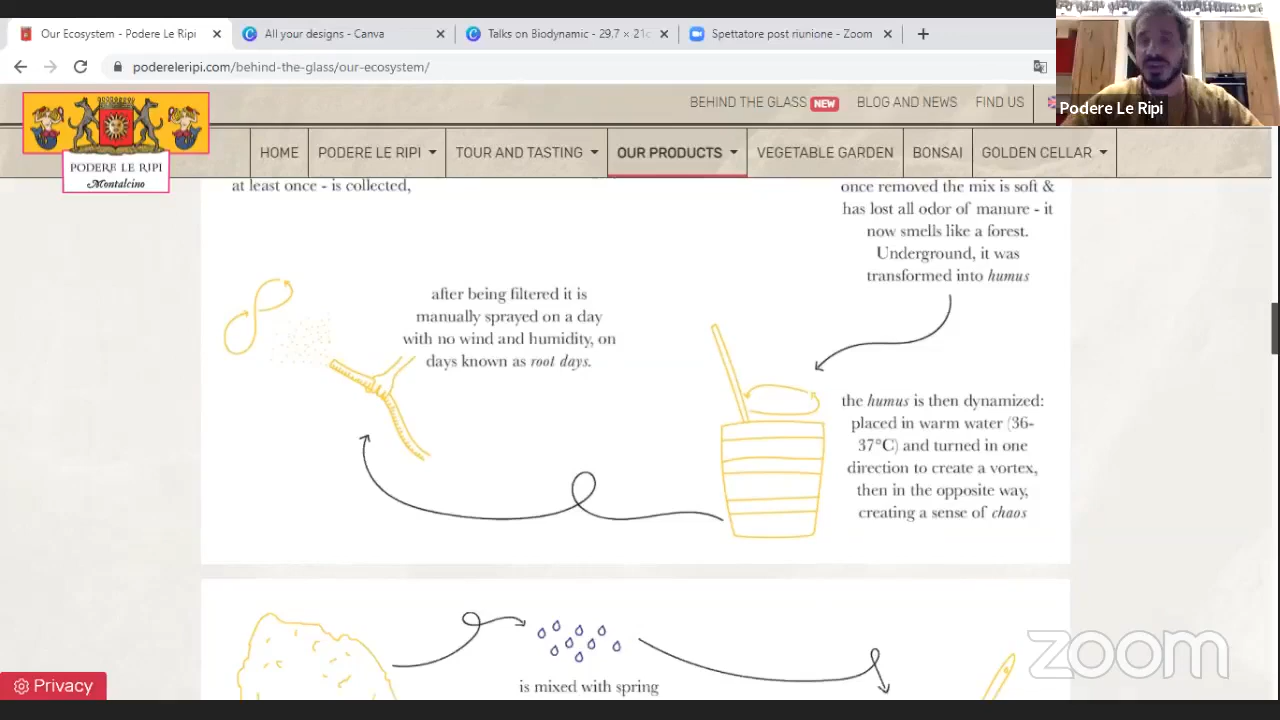 Our Ecosystem - Podere Le Ripi
All your designs - Canva
Talks on Biodynamic - 29.7 × 21c
Spettatore post riunione - Zoom
podereleripi.com/behind-the-glass/our-ecosystem/
Podere Le Ripi
BEHIND THE GLASS NEW
BLOG AND NEWS
FIND US
PODERE LE RIPI
Montalcino
HOME
PODERE LE RIPI
TOUR AND TASTING
OUR PRODUCTS
VEGETABLE GARDEN
BONSAI
GOLDEN CELLAR
at least once - is collected,
once removed the mix is soft &
has lost all odor of manure - it
now smells like a forest.
Underground, it was
transformed into humus
after being filtered it is
manually sprayed on a day
with no wind and humidity, on
days known as root days.
the humus is then dynamized:
placed in warm water (36-
37°C) and turned in one
direction to create a vortex,
then in the opposite way,
creating a sense of chaos
is mixed with spring
Privacy
zoom